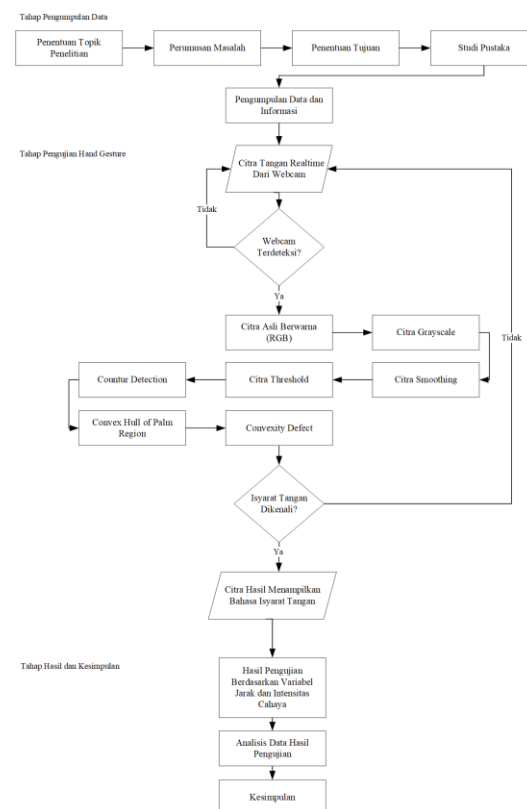 Tahap Pengumpulan Data
Penentuan Topik
Penelitian
Perumusan Masalah
Penentuan Tujuan
Studi Pustaka
Pengumpulan Data dan
Informasi
Tahap Pengujian Hand Gesture
Citra Tangan Realtime
Dari Webcam
Tidak
Webcam
Terdeteksi?
Ya
Citra Asli Berwarna
(RGB)
Citra Grayscale
Tidak
Countur Detection
Citra Threshold
Citra Smoothing
Convex Hull of Palm
Region
Convexity Defect
Isyarat Tangan
Dikenali?
Ya
Citra Hasil Menampilkan
Bahasa Isyarat Tangan
Tahap Hasil dan Kesimpulan
Hasil Pengujian
Berdasarkan Variabel
Jarak dan Intensitas
Cahaya
Analisis Data Hasil
Pengujian
Kesimpulan